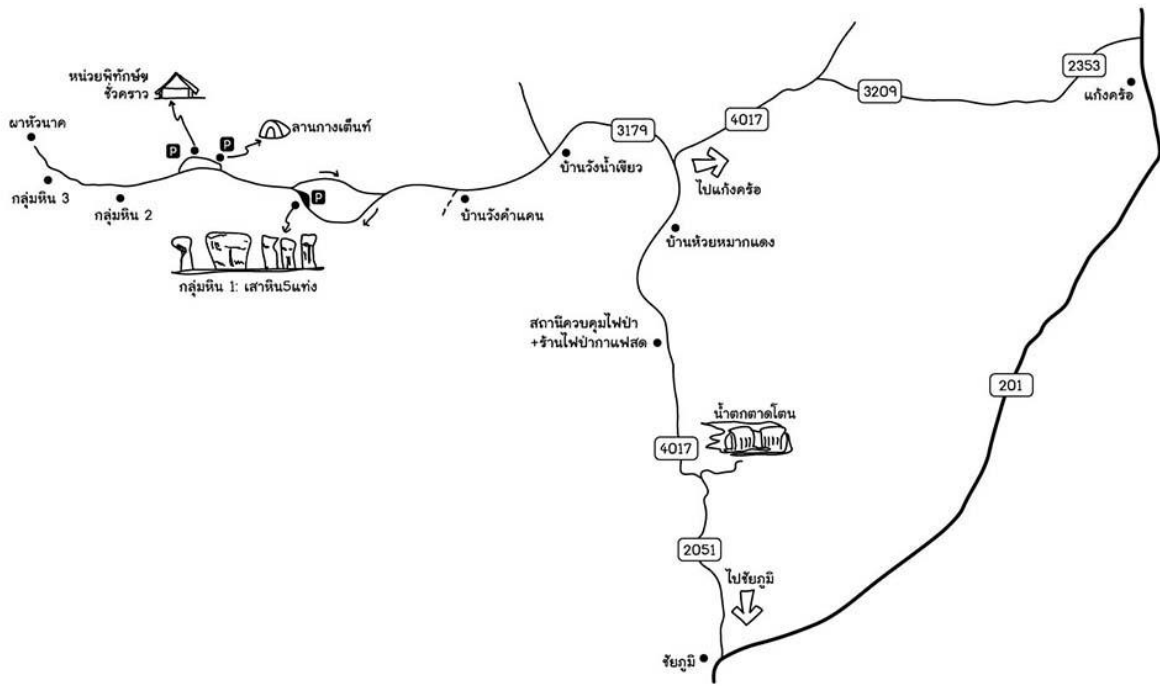 2353
หน่วยพิทักษ์ฯ
ชั่วคราว
3209
แก้งคร้อ
ผาหัวนาค
P
P
ลานกางเต็นท์
3179
4017
บ้านวังน้ำเขียว
ไปแก้งคร้อ
กลุ่มหิน 3
กลุ่มหิน 2
P
บ้านวังคำแคน
บ้านห้วยหมากแดง
กลุ่มหิน 1: เสาหิน5แท่ง
สถานีควบคุมไฟป่า
+ร้านไฟป่ากาแฟสด
201
น้ำตกตาดโตน
4017
2051
ไปชัยภูมิ
ชัยภูมิ